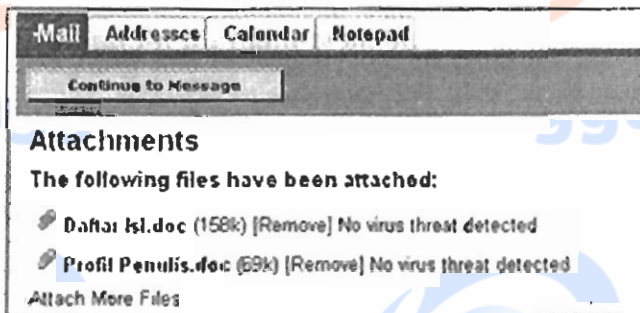 Mail Addresses Calendar Notepad
Continue to Message
Attachments
The following files have been attached:
Daftar Isi.doc (158k) [Remove] No virus threat detected
Profil Penulis.doc (69k) [Remove] No virus threat detected
Attach More Files